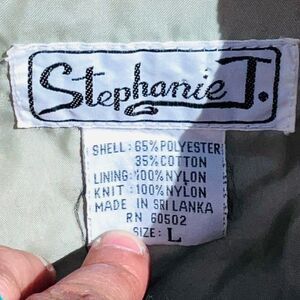 Stephanie T.
SHELL: 65% POLYESTER
35% COTTON
LINING: 100% NYLON
KNIT: 100% NYLON
MADE IN SRI LANKA
RN 60502
SIZE: L